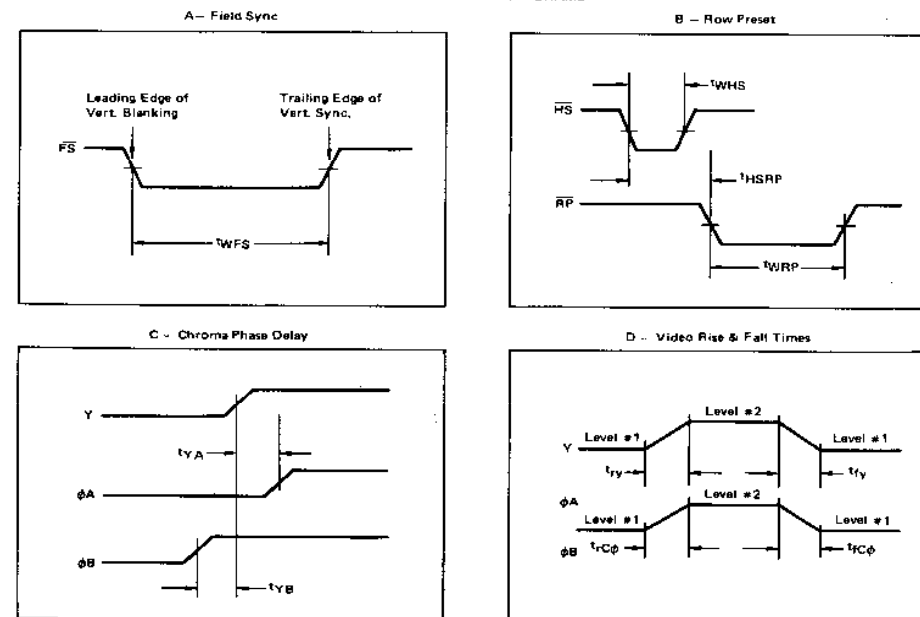 A – Field Sync
Leading Edge of
Vert. Blanking
Trailing Edge of
Vert. Sync.
FS
tWFS
B – Row Preset
tWHS
HS
tHSRP
RP
tWRP
C – Chroma Phase Delay
Y
tYA
ϕA
ϕB
tYB
D – Video Rise & Fall Times
Level #2
Level #1
Level #1
Y
try
tfy
ϕA
Level #2
Level #1
Level #1
ϕB
trCϕ
tfCϕ